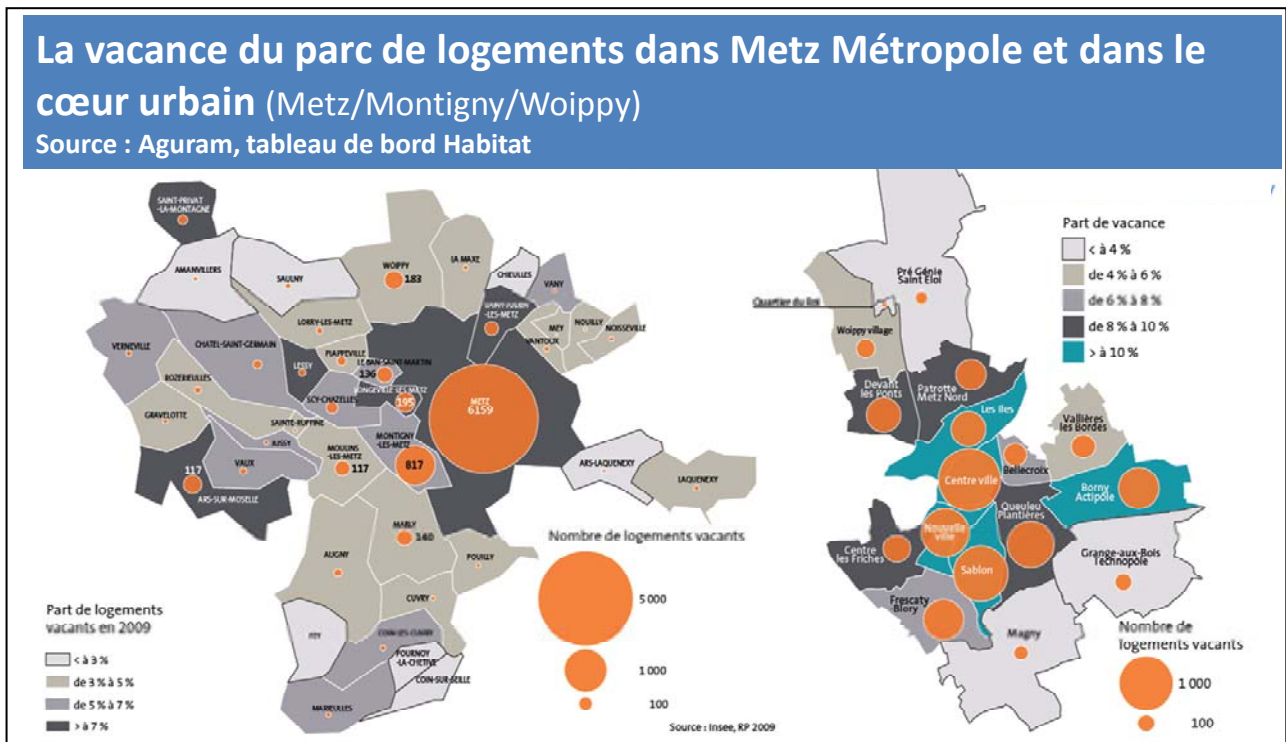 La vacance du parc de logements dans Metz Métropole et dans le
cœur urbain (Metz/Montigny/Woippy)
Source : Aguram, tableau de bord Habitat
SAINT-PRIVAT
-LA-MONTAGNE
AMANVILLERS
SAULNY
WOIPPY
183
LA MAXE
CHIEULLES
VANY
SAINT-JULIEN
-LES-METZ
MEY
NOUILLY
NOISSEVILLE
VANTOUX
LORRY-LES-METZ
VERNEVILLE
CHATEL-SAINT-GERMAIN
LESSY
PLAPPEVILLE
LE BAN-SAINT-MARTIN
136
LONGEVILLE-LES-METZ
195
METZ
6159
ROZERIEULLES
SCY-CHAZELLES
GRAVELOTTE
SAINTE-RUFFINE
JUSSY
VAUX
MOULINS
-LES-METZ
117
MONTIGNY
-LES-METZ
817
117
ARS-SUR-MOSELLE
ARS-LAQUENEXY
LAQUENEXY
MARLY
140
AUGNY
POUILLY
CUVRY
FEY
COIN-LES-CUVRY
POURNOY
-LA-CHETIVE
COIN-SUR-SEILLE
MARIEULLES
Part de logements
vacants en 2009
< à 3 %
de 3 % à 5 %
de 5 % à 7 %
> à 7 %
Nombre de logements vacants
5 000
1 000
100
Source : Insee, RP 2009
Part de vacance
< à 4 %
de 4 % à 6 %
de 6 % à 8 %
de 8 % à 10 %
> à 10 %
Pré Génie
Saint Eloi
Quartier du Roi
Woippy village
Devant
les Ponts
Patrotte
Metz Nord
Les Iles
Vallières
les Bordes
Bellecroix
Centre ville
Borny
Actipole
Queuleu
Plantières
Nouvelle
ville
Centre
les Friches
Sablon
Grange-aux-Bois
Technopole
Frescaty
Blory
Magny
Nombre de
logements vacants
1 000
100